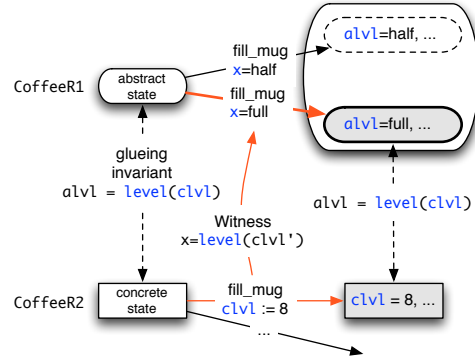 alvl=half, ...
fill_mug
x=half
CoffeeR1
abstract
state
fill_mug
x=full
alvl=full, ...
glueing
invariant
alvl = level(clvl)
alvl = level(clvl)
Witness
x=level(clvl')
fill_mug
clvl := 8
CoffeeR2
concrete
state
clvl = 8, ...
...